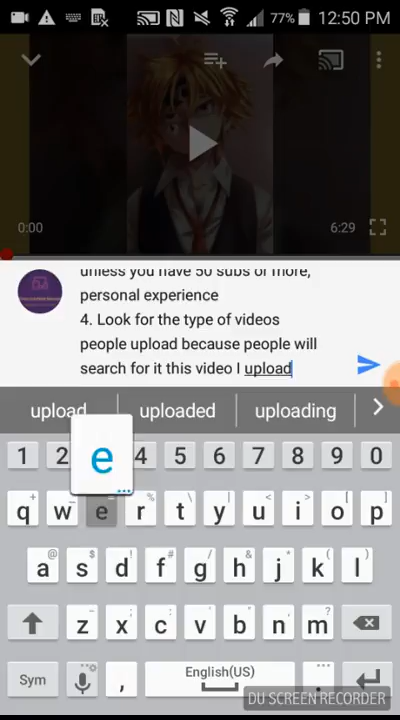 77% 12:50 PM
0:00 6:29
unless you have 50 subs or more,
personal experience
4. Look for the type of videos
people upload because people will
search for it this video I upload
upload uploaded uploading
e
1 2 4 5 6 7 8 9 0
q w e r t y u i o p
a s d f g h j k l
z x c v b n m
Sym , English(US) .
DU SCREEN RECORDER